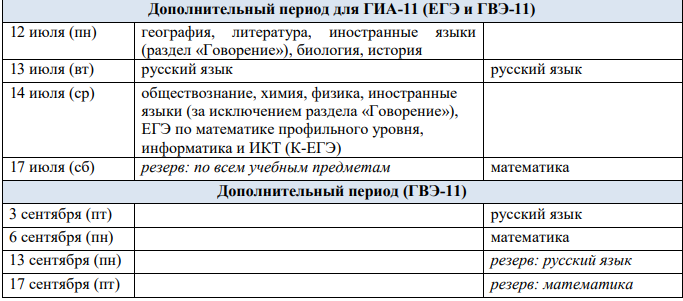 Дополнительный период для ГИА-11 (ЕГЭ и ГВЭ-11)
12 июля (пн) география, литература, иностранные языки
(раздел «Говорение»), биология, история
13 июля (вт) русский язык русский язык
14 июля (ср) обществознание, химия, физика, иностранные
языки (за исключением раздела «Говорение»),
ЕГЭ по математике профильного уровня,
информатика и ИКТ (К-ЕГЭ)
17 июля (сб) резерв: по всем учебным предметам математика
Дополнительный период (ГВЭ-11)
3 сентября (пт) русский язык
6 сентября (пн) математика
13 сентября (пн) резерв: русский язык
17 сентября (пт) резерв: математика